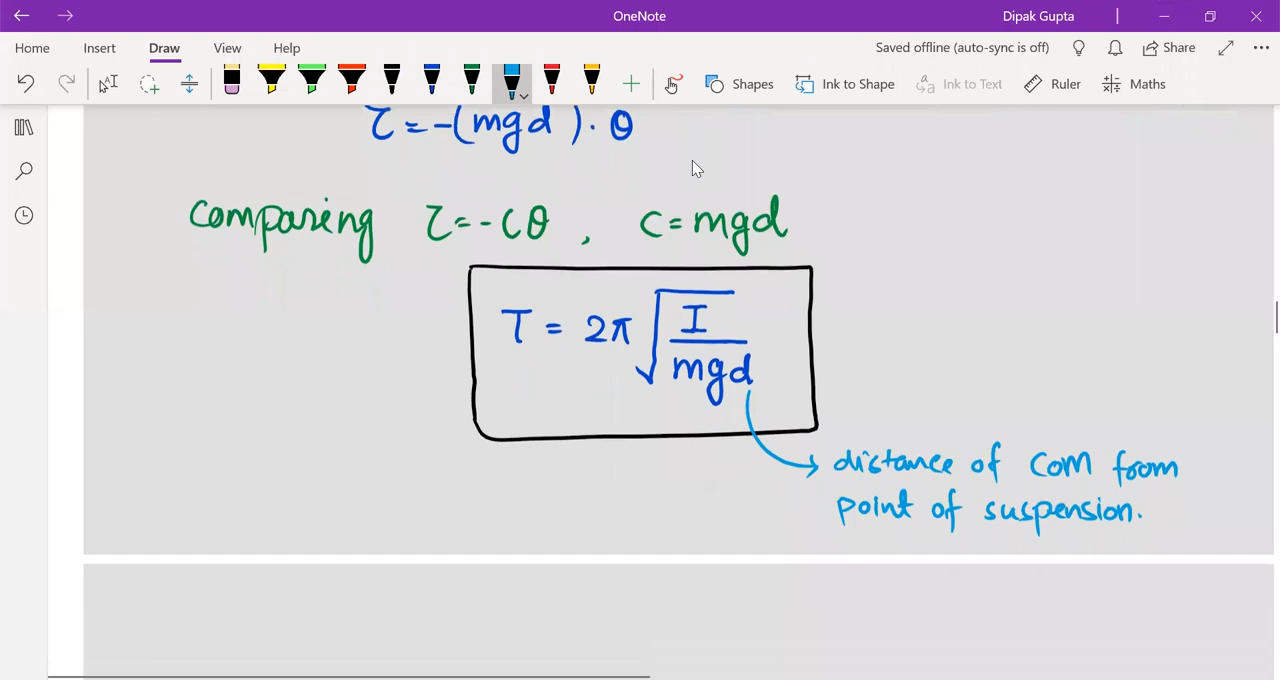 OneNote
Dipak Gupta
Home Insert Draw View Help
Saved offline (auto-sync is off)
Share
Shapes
Ink to Shape
Ink to Text
Ruler
Maths
τ = -(mgd) · θ
Comparing τ = -Cθ , C = mgd
T = 2π √(I/mgd)
distance of COM from
point of suspension.